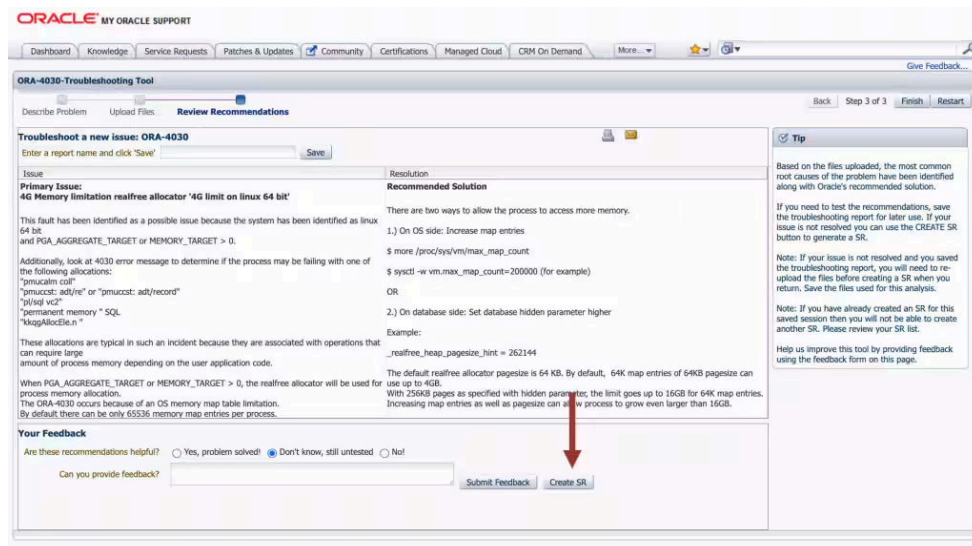 ORACLE® MY ORACLE SUPPORT
Dashboard Knowledge Service Requests Patches & Updates Community Certifications Managed Cloud CRM On Demand More...
Give Feedback...
ORA-4030-Troubleshooting Tool
Describe Problem Upload Files Review Recommendations
Back Step 3 of 3 Finish Restart
Troubleshoot a new issue: ORA-4030
Enter a report name and click 'Save' Save
Issue
Primary Issue:
4G Memory limitation realfree allocator '4G limit on linux 64 bit'
This fault has been identified as a possible issue because the system has been identified as linux
64 bit
and PGA_AGGREGATE_TARGET or MEMORY_TARGET > 0.
Additionally, look at 4030 error message to determine if the process may be failing with one of
the following allocations:
"pmucalm coll"
"pmuccst: adt/re" or "pmuccst: adt/record"
"pl/sql vc2"
"permanent memory " SQL
"kkqgAllocEle.n "
These allocations are typical in such an incident because they are associated with operations that
can require large
amount of process memory depending on the user application code.
When PGA_AGGREGATE_TARGET or MEMORY_TARGET > 0, the realfree allocator will be used for
process memory allocation.
The ORA-4030 occurs because of an OS memory map table limitation.
By default there can be only 65536 memory map entries per process.
Resolution
Recommended Solution
There are two ways to allow the process to access more memory.
1.) On OS side: Increase map entries
$ more /proc/sys/vm/max_map_count
$ sysctl -w vm.max_map_count=200000 (for example)
OR
2.) On database side: Set database hidden parameter higher
Example:
_realfree_heap_pagesize_hint = 262144
The default realfree allocator pagesize is 64 KB. By default, 64K map entries of 64KB pagesize can
use up to 4GB.
With 256KB pages as specified with hidden parameter, the limit goes up to 16GB for 64K map entries.
Increasing map entries as well as pagesize can allow process to grow even larger than 16GB.
Tip
Based on the files uploaded, the most common
root causes of the problem have been identified
along with Oracle's recommended solution.
If you need to test the recommendations, save
the troubleshooting report for later use. If your
issue is not resolved you can use the CREATE SR
button to generate a SR.
Note: If your issue is not resolved and you saved
the troubleshooting report, you will need to re-
upload the files before creating a SR when you
return. Save the files used for this analysis.
Note: If you have already created an SR for this
saved session then you will not be able to create
another SR. Please review your SR list.
Help us improve this tool by providing feedback
using the feedback form on this page.
Your Feedback
Are these recommendations helpful? Yes, problem solved! Don't know, still untested No!
Can you provide feedback?
Submit Feedback Create SR